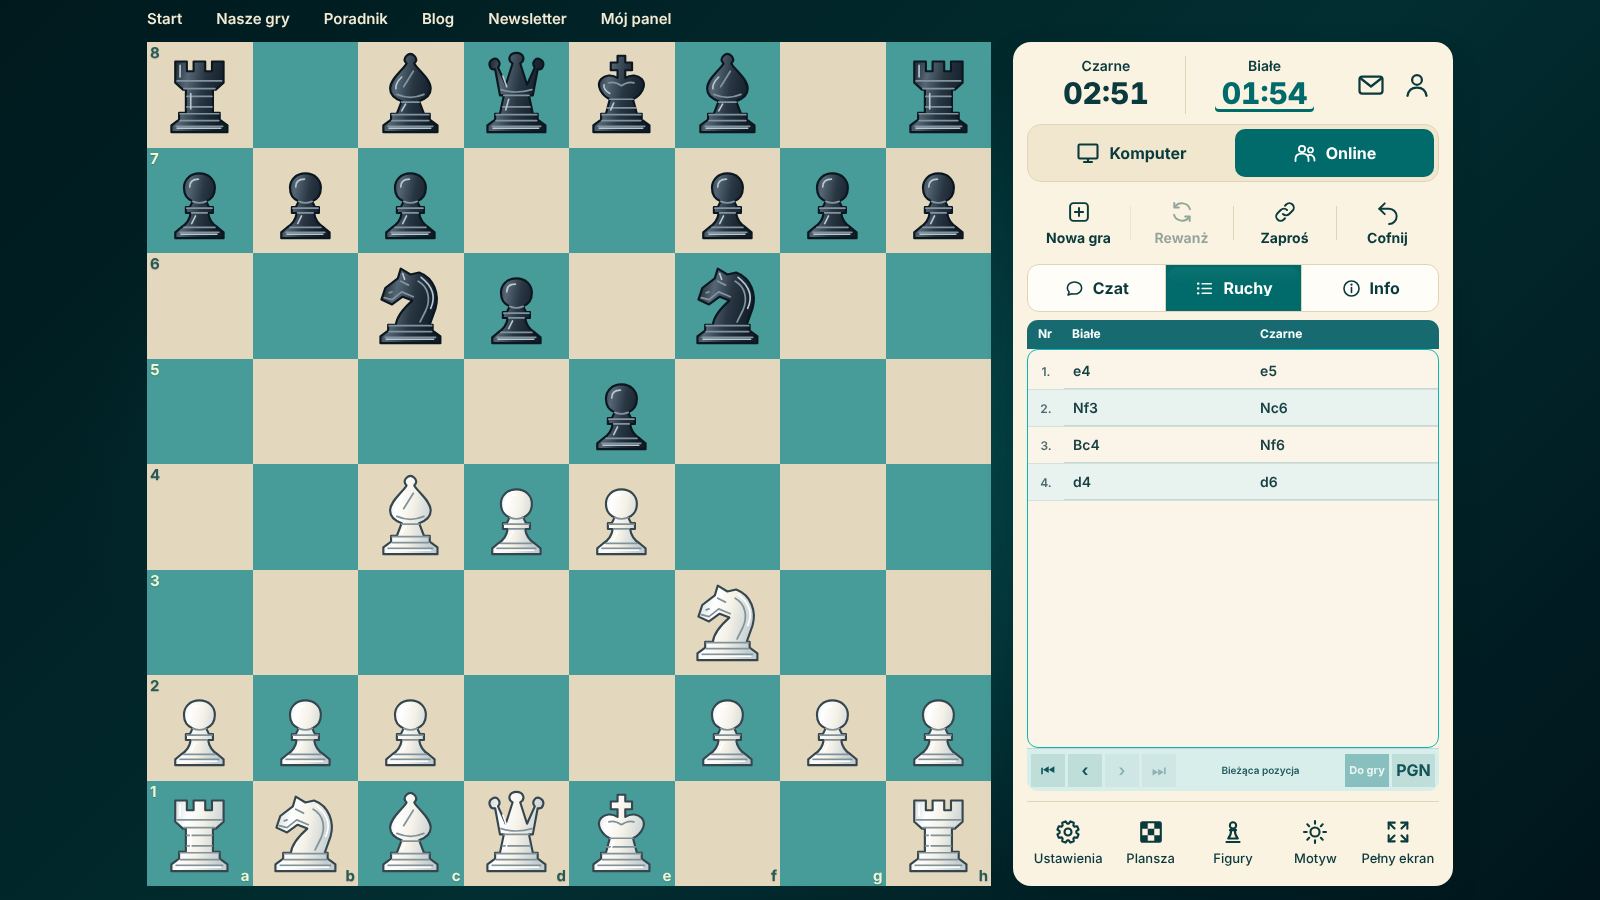 Start Nasze gry Poradnik Blog Newsletter Mój panel
8
7
6
5
4
3
2
1
a b c d e f g h
Czarne Białe
02:51 01:54
Komputer Online
Nowa gra Rewanż Zaproś Cofnij
Czat Ruchy Info
Nr Białe Czarne
1. e4 e5
2. Nf3 Nc6
3. Bc4 Nf6
4. d4 d6
Bieżąca pozycja Do gry PGN
Ustawienia Plansza Figury Motyw Pełny ekran